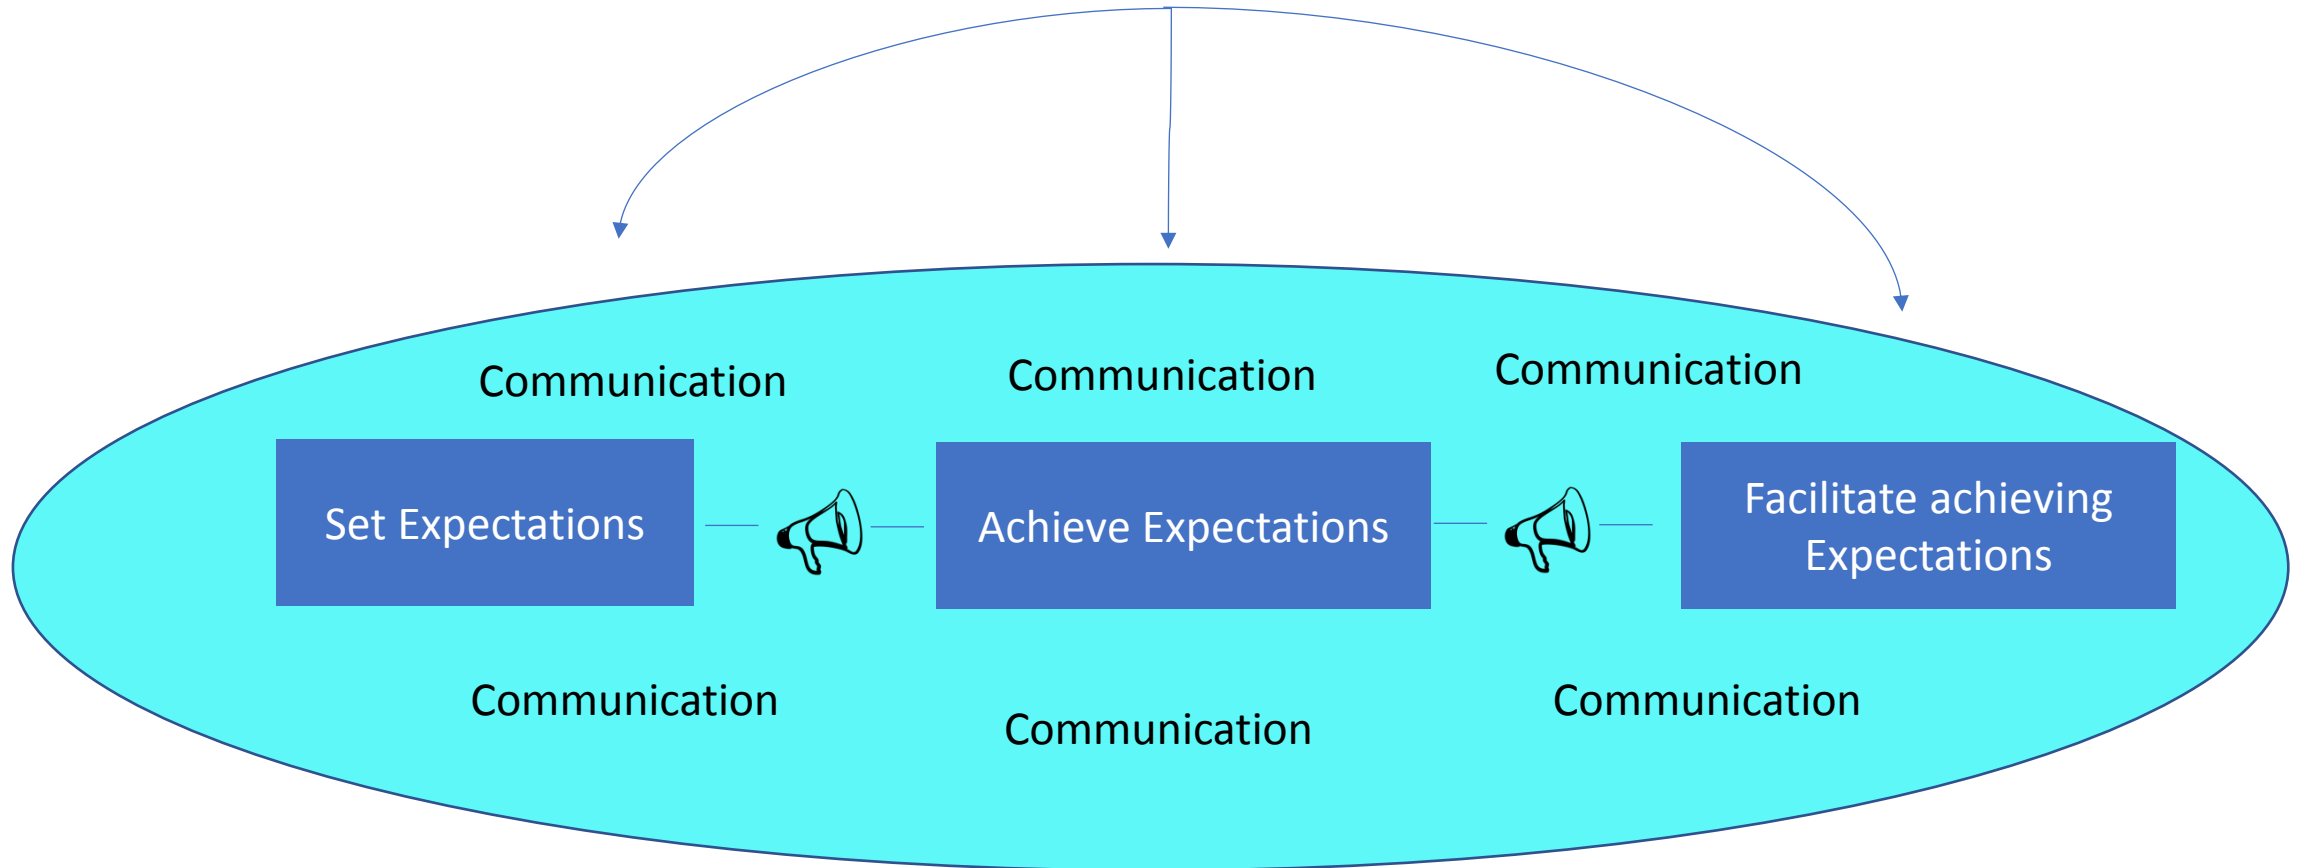 Communication
Communication
Communication
Set Expectations
Achieve Expectations
Facilitate achieving
Expectations
Communication
Communication
Communication